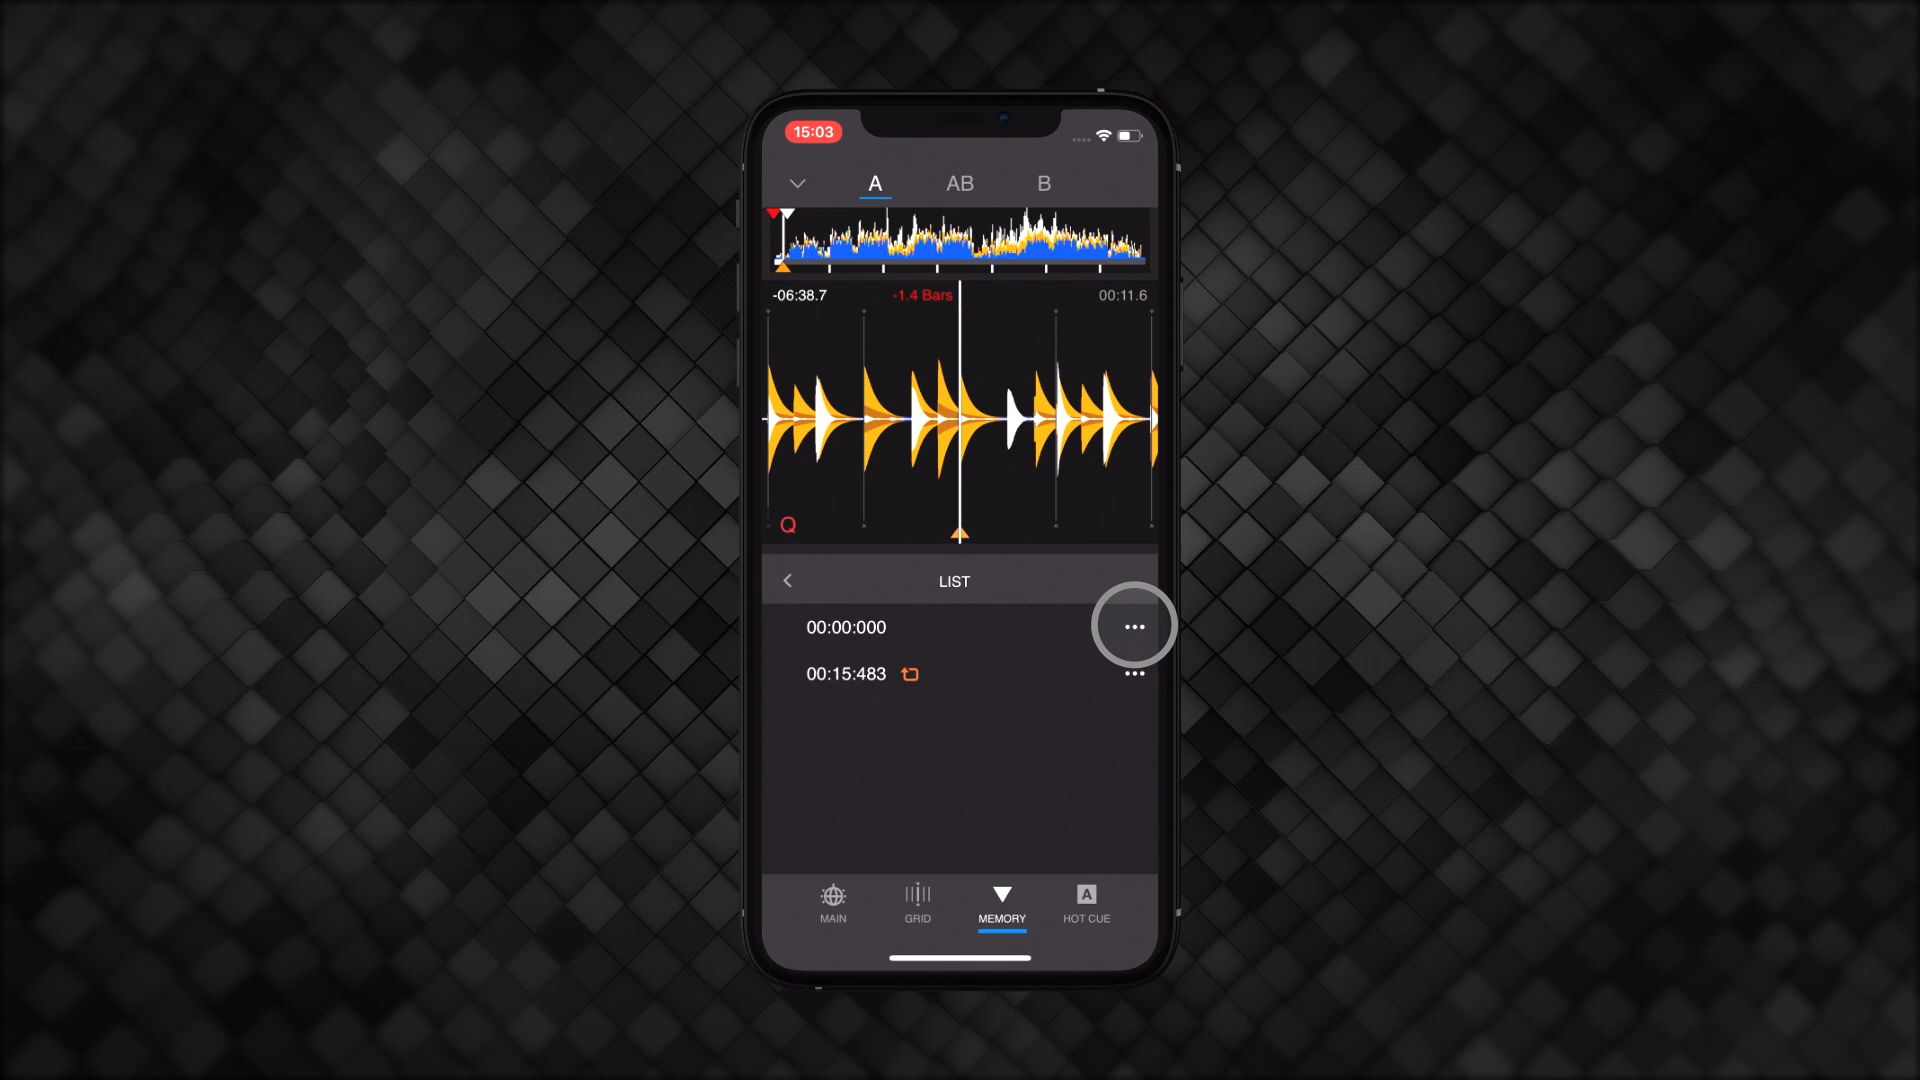 15:03
A AB B
-06:38.7 -1.4 Bars 00:11.6
Q
LIST
00:00:000
00:15:483
A
MAIN GRID MEMORY HOT CUE